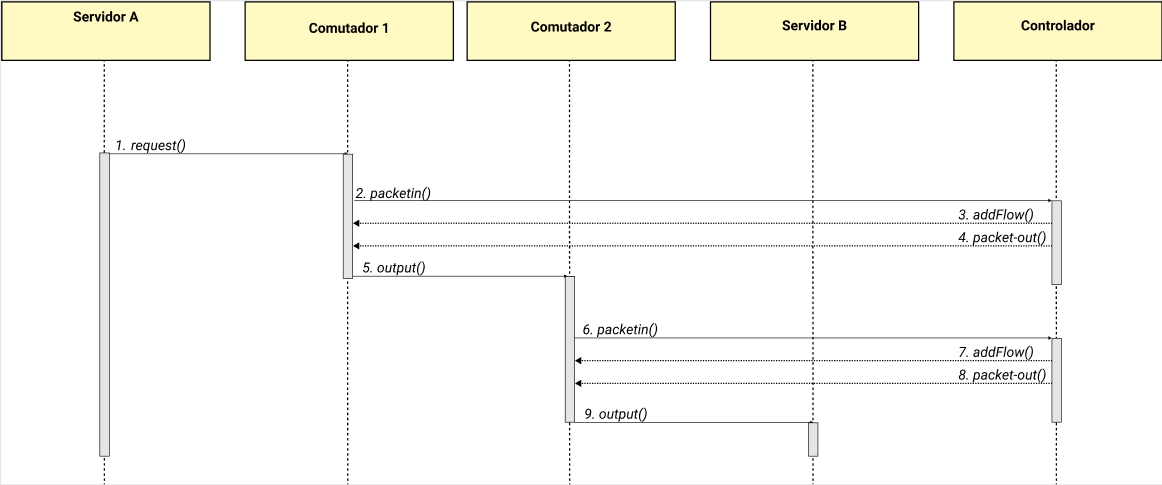 Servidor A
Comutador 1
Comutador 2
Servidor B
Controlador
1. request()
2. packetin()
3. addFlow()
4. packet-out()
5. output()
6. packetin()
7. addFlow()
8. packet-out()
9. output()